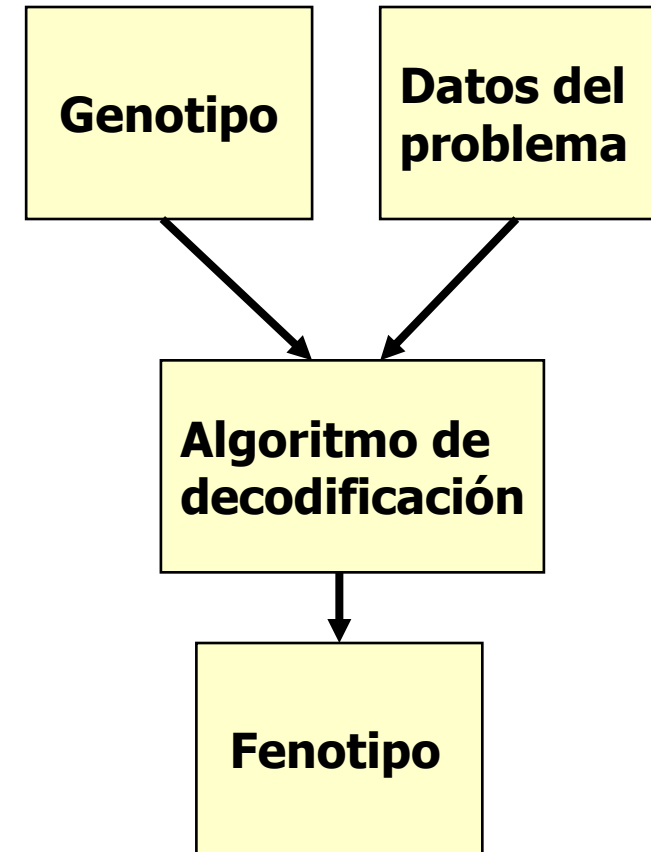 Genotipo
Datos del
problema
Algoritmo de
decodificación
Fenotipo